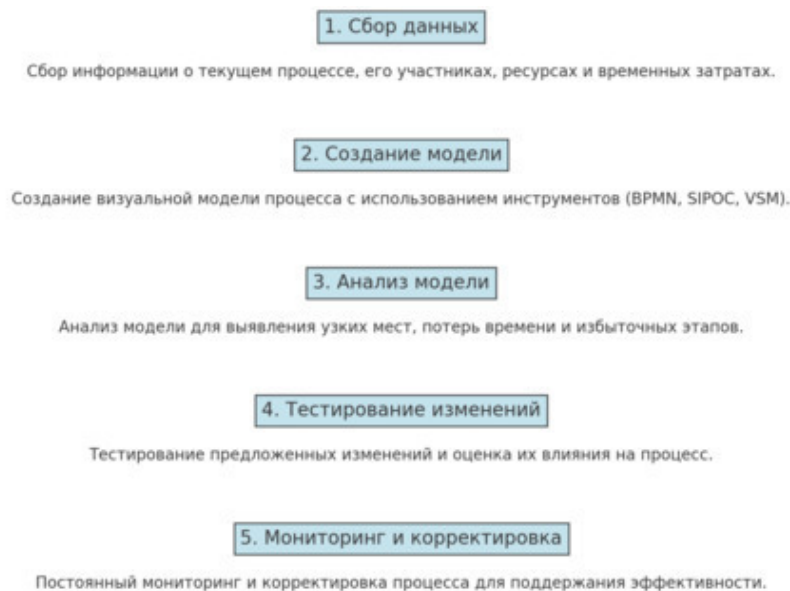 1. Сбор данных
Сбор информации о текущем процессе, его участниках, ресурсах и временных затратах.
2. Создание модели
Создание визуальной модели процесса с использованием инструментов (BPMN, SIPOC, VSM).
3. Анализ модели
Анализ модели для выявления узких мест, потерь времени и избыточных этапов.
4. Тестирование изменений
Тестирование предложенных изменений и оценка их влияния на процесс.
5. Мониторинг и корректировка
Постоянный мониторинг и корректировка процесса для поддержания эффективности.